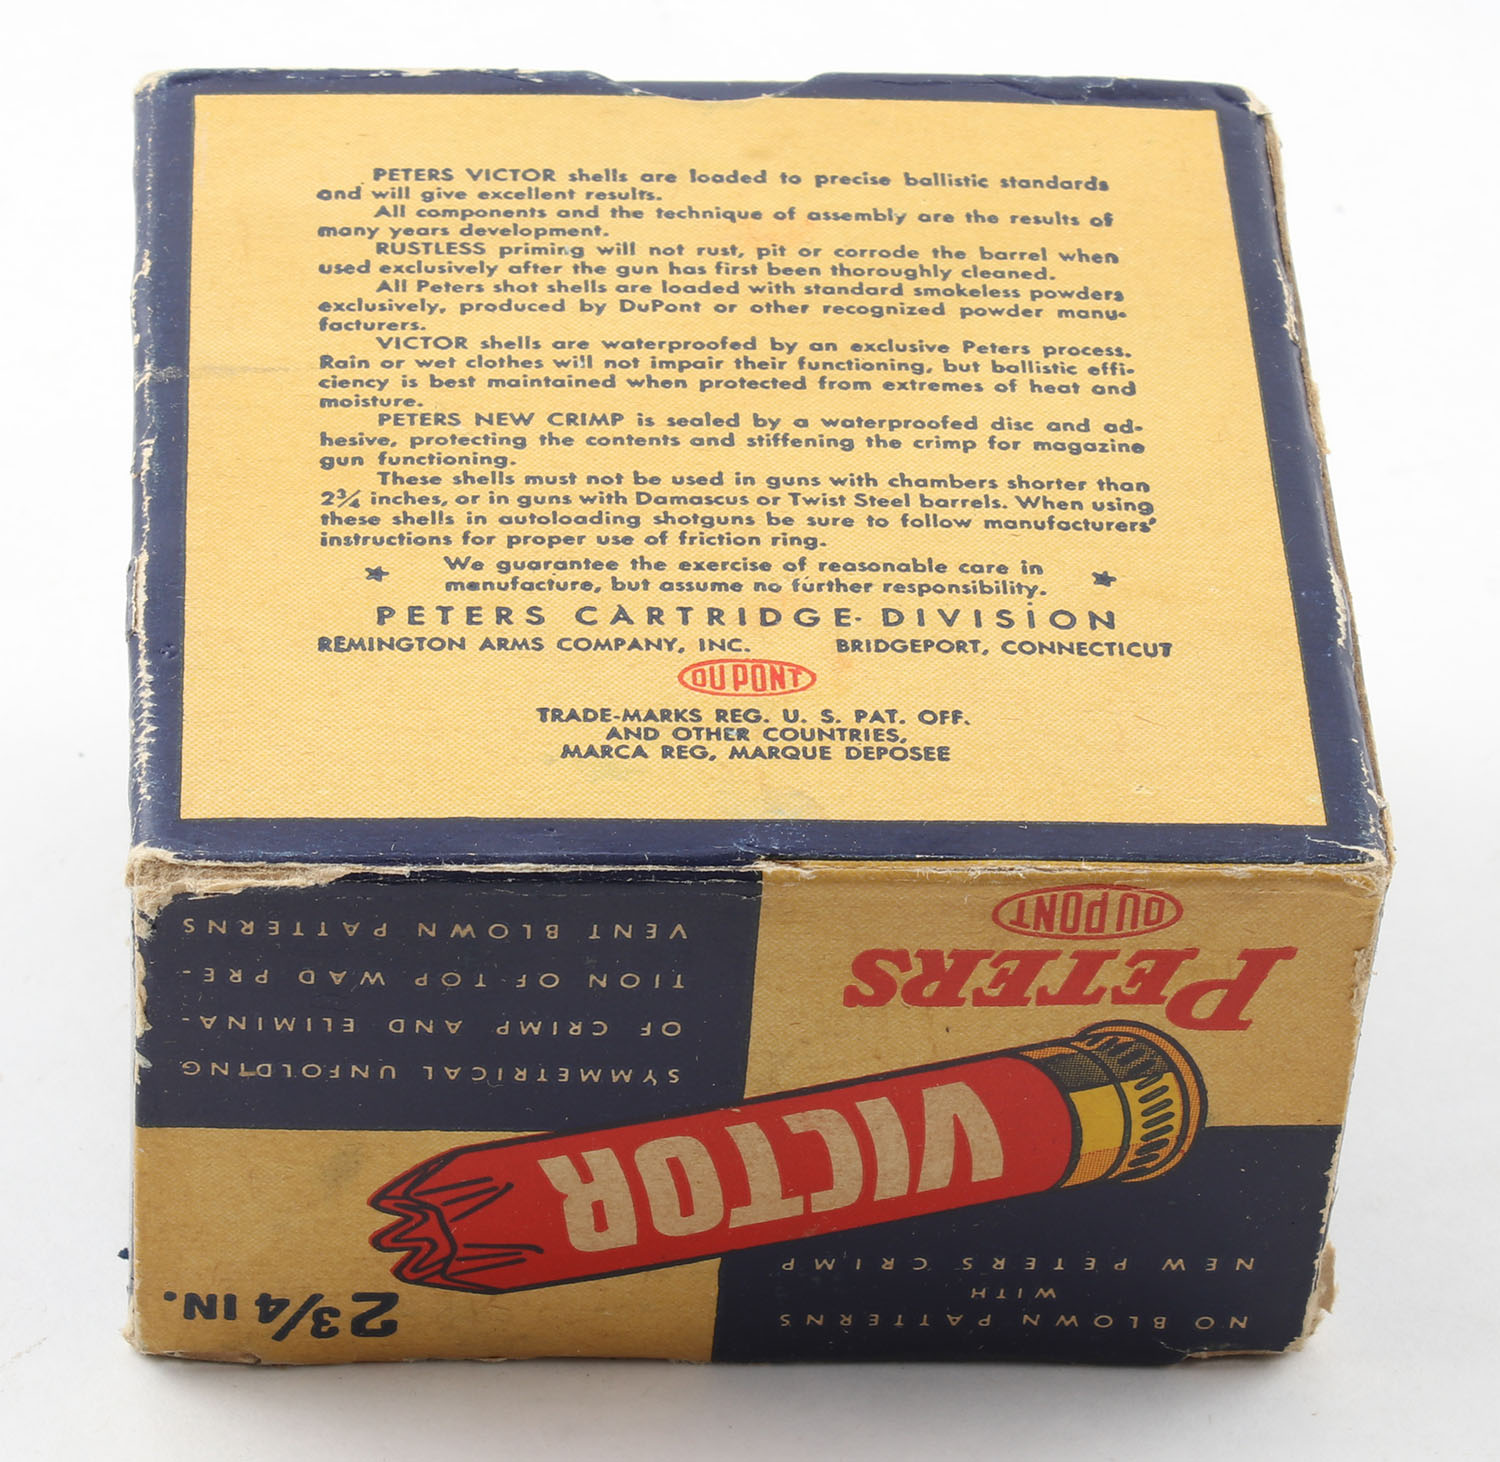 PETERS VICTOR shells are loaded to precise ballistic standards
and will give excellent results.
All components and the technique of assembly are the results of
many years development.
RUSTLESS priming will not rust, pit or corrode the barrel when
used exclusively after the gun has first been thoroughly cleaned.
All Peters shot shells are loaded with standard smokeless powders
exclusively, produced by DuPont or other recognized powder manu-
facturers.
VICTOR shells are waterproofed by an exclusive Peters process.
Rain or wet clothes will not impair their functioning, but ballistic effi-
ciency is best maintained when protected from extremes of heat and
moisture.
PETERS NEW CRIMP is sealed by a waterproofed disc and ad-
hesive, protecting the contents and stiffening the crimp for magazine
gun functioning.
These shells must not be used in guns with chambers shorter than
2¾ inches, or in guns with Damascus or Twist Steel barrels. When using
these shells in autoloading shotguns be sure to follow manufacturers'
instructions for proper use of friction ring.
We guarantee the exercise of reasonable care in
manufacture, but assume no further responsibility.
PETERS CARTRIDGE DIVISION
REMINGTON ARMS COMPANY, INC. BRIDGEPORT, CONNECTICUT
DU PONT
TRADE-MARKS REG. U. S. PAT. OFF.
AND OTHER COUNTRIES,
MARCA REG, MARQUE DEPOSEE
NO BLOWN PATTERNS
WITH
NEW PETERS CRIMP
2 3/4 IN.
VICTOR
PETERS
DU PONT
SYMMETRICAL UNFOLDING
OF CRIMP AND ELIMINA-
TION OF TOP WAD PRE-
VENT BLOWN PATTERNS